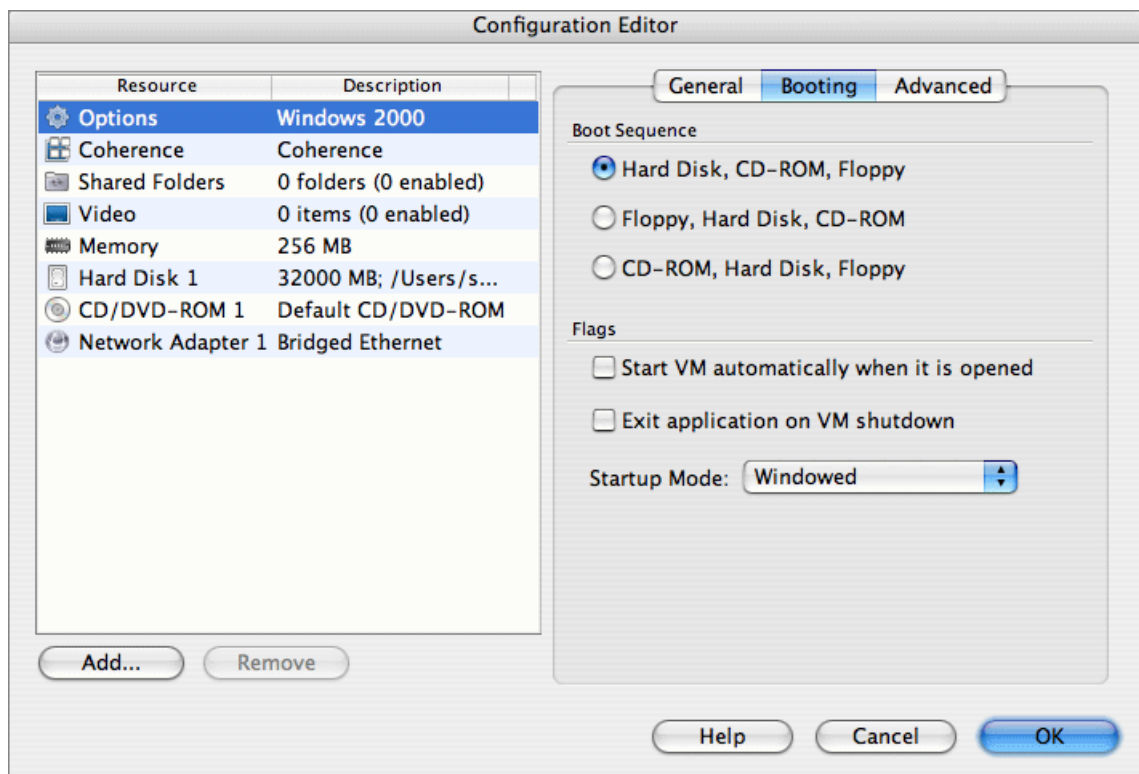 Configuration Editor
Resource Description
Options Windows 2000
Coherence Coherence
Shared Folders 0 folders (0 enabled)
Video 0 items (0 enabled)
Memory 256 MB
Hard Disk 1 32000 MB; /Users/s...
CD/DVD-ROM 1 Default CD/DVD-ROM
Network Adapter 1 Bridged Ethernet
Add... Remove
General Booting Advanced
Boot Sequence
Hard Disk, CD-ROM, Floppy
Floppy, Hard Disk, CD-ROM
CD-ROM, Hard Disk, Floppy
Flags
Start VM automatically when it is opened
Exit application on VM shutdown
Startup Mode: Windowed
Help Cancel OK